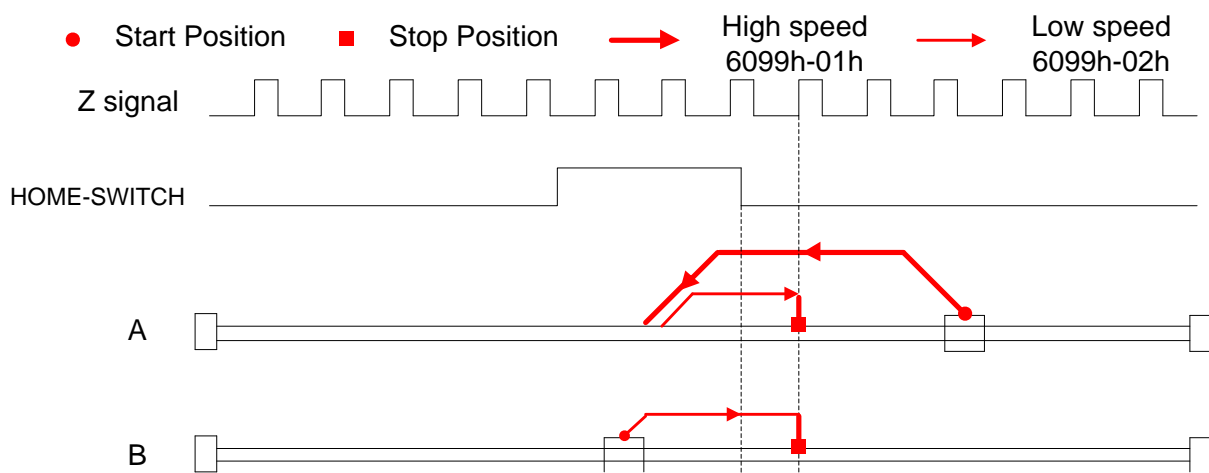 Start Position
Stop Position
High speed
6099h-01h
Low speed
6099h-02h
Z signal
HOME-SWITCH
A
B